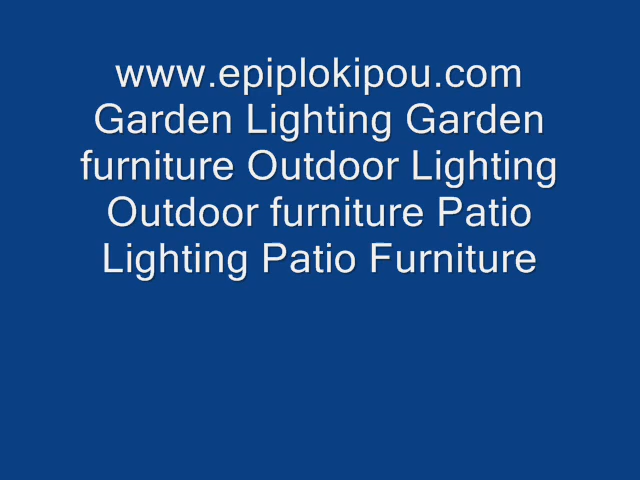 www.epiplokipou.com
Garden Lighting Garden
furniture Outdoor Lighting
Outdoor furniture Patio
Lighting Patio Furniture